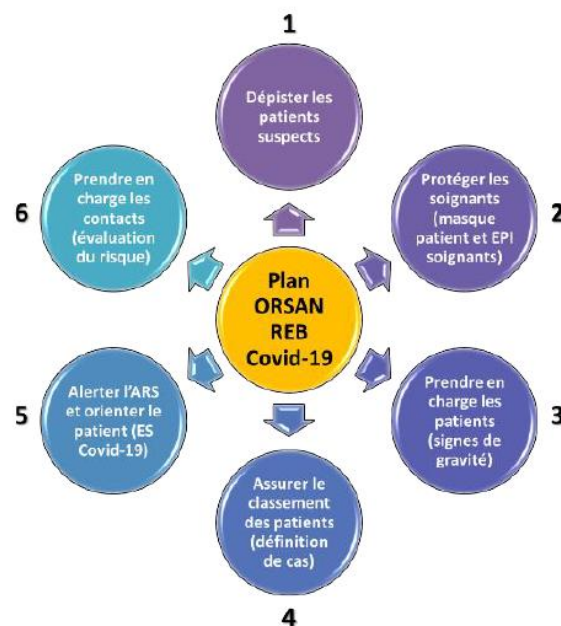 1
Dépister les
patients
suspects
2
Protéger les
soignants
(masque
patient et EPI
soignants)
3
Prendre en
charge les
patients
(signes de
gravité)
4
Assurer le
classement
des patients
(définition
de cas)
5
Alerter l'ARS
et orienter le
patient (ES
Covid-19)
6
Prendre en
charge les
contacts
(évaluation
du risque)
Plan
ORSAN
REB
Covid-19